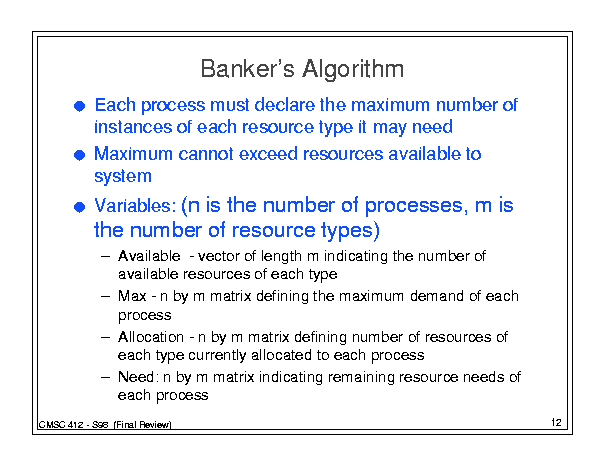 Banker's Algorithm
● Each process must declare the maximum number of
instances of each resource type it may need
● Maximum cannot exceed resources available to
system
● Variables: (n is the number of processes, m is
the number of resource types)
– Available - vector of length m indicating the number of
available resources of each type
– Max - n by m matrix defining the maximum demand of each
process
– Allocation - n by m matrix defining number of resources of
each type currently allocated to each process
– Need: n by m matrix indicating remaining resource needs of
each process
CMSC 412 - S98 (Final Review)
12